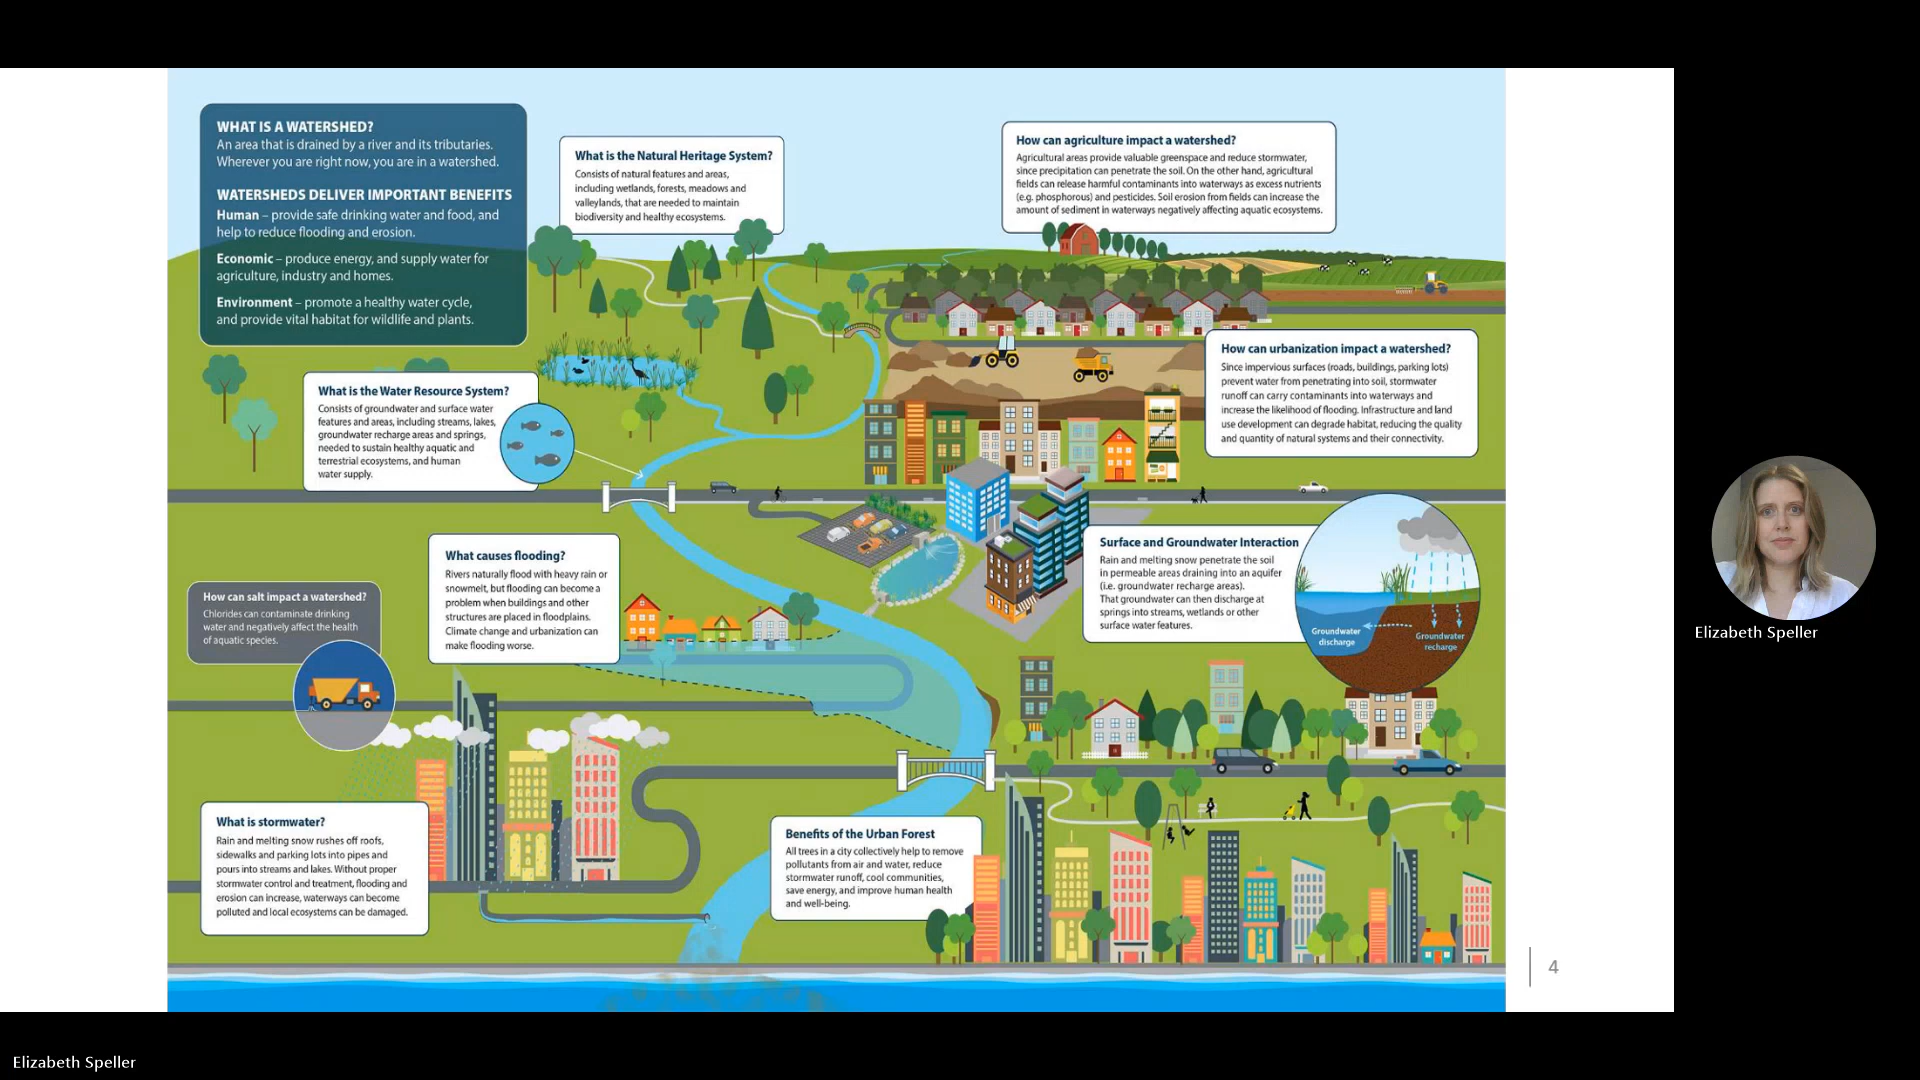 WHAT IS A WATERSHED?
An area that is drained by a river and its tributaries.
Wherever you are right now, you are in a watershed.
WATERSHEDS DELIVER IMPORTANT BENEFITS
Human – provide safe drinking water and food, and
help to reduce flooding and erosion.
Economic – produce energy, and supply water for
agriculture, industry and homes.
Environment – promote a healthy water cycle,
and provide vital habitat for wildlife and plants.
What is the Natural Heritage System?
Consists of natural features and areas,
including wetlands, forests, meadows and
valleylands, that are needed to maintain
biodiversity and healthy ecosystems.
How can agriculture impact a watershed?
Agricultural areas provide valuable greenspace and reduce stormwater,
since precipitation can penetrate the soil. On the other hand, agricultural
fields can release harmful contaminants into waterways as excess nutrients
(e.g. phosphorous) and pesticides. Soil erosion from fields can increase the
amount of sediment in waterways negatively affecting aquatic ecosystems.
What is the Water Resource System?
Consists of groundwater and surface water
features and areas, including streams, lakes,
groundwater recharge areas and springs,
needed to sustain healthy aquatic and
terrestrial ecosystems, and human
water supply.
How can urbanization impact a watershed?
Since impervious surfaces (roads, buildings, parking lots)
prevent water from penetrating into soil, stormwater
runoff can carry contaminants into waterways and
increase the likelihood of flooding. Infrastructure and land
use development can degrade habitat, reducing the quality
and quantity of natural systems and their connectivity.
What causes flooding?
Rivers naturally flood with heavy rain or
snowmelt, but flooding can become a
problem when buildings and other
structures are placed in floodplains.
Climate change and urbanization can
make flooding worse.
Surface and Groundwater Interaction
Rain and melting snow penetrate the soil
in permeable areas draining into an aquifer
(i.e. groundwater recharge areas).
That groundwater can then discharge at
springs into streams, wetlands or other
surface water features.
Groundwater
discharge
Groundwater
recharge
How can salt impact a watershed?
Chlorides can contaminate drinking
water and negatively affect the health
of aquatic species.
What is stormwater?
Rain and melting snow rushes off roofs,
sidewalks and parking lots into pipes and
pours into streams and lakes. Without proper
stormwater control and treatment, flooding and
erosion can increase, waterways can become
polluted and local ecosystems can be damaged.
Benefits of the Urban Forest
All trees in a city collectively help to remove
pollutants from air and water, reduce
stormwater runoff, cool communities,
save energy, and improve human health
and well-being.
4
Elizabeth Speller
Elizabeth Speller